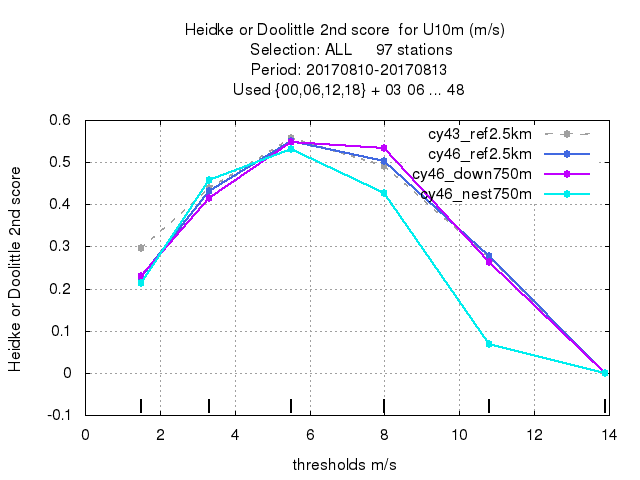 Heidke or Doolittle 2nd score  for U10m (m/s)
Selection: ALL     97 stations
Period: 20170810-20170813
Used {00,06,12,18} + 03 06 ... 48
Heidke or Doolittle 2nd score
0.6
0.5
0.4
0.3
0.2
0.1
0
-0.1
cy43_ref2.5km
cy46_ref2.5km
cy46_down750m
cy46_nest750m
0 2 4 6 8 10 12 14
thresholds m/s